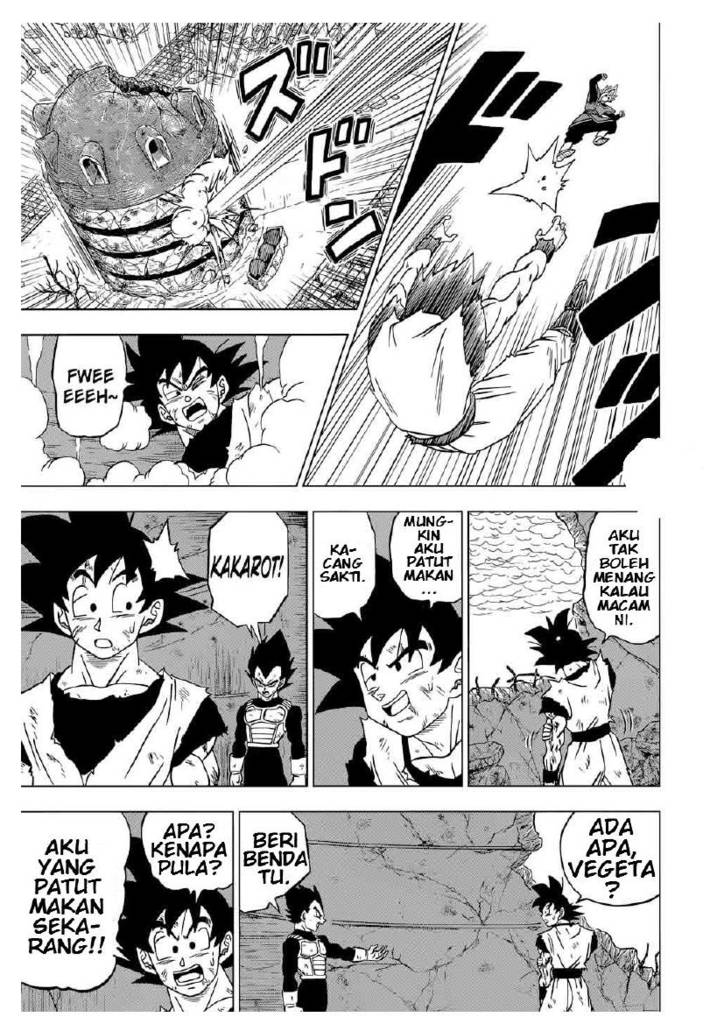 ズドン
FWEE
EEEH~
AKU
TAK
BOLEH
MENANG
KALAU
MACAM
NI.
MUNG-
KIN
AKU
PATUT
MAKAN
...
KA-
CANG
SAKTI.
KAKAROT!
ADA
APA,
VEGETA
?
BERI
BENDA
TU.
APA?
KENAPA
PULA?
AKU
YANG
PATUT
MAKAN
SEKA-
RANG!!